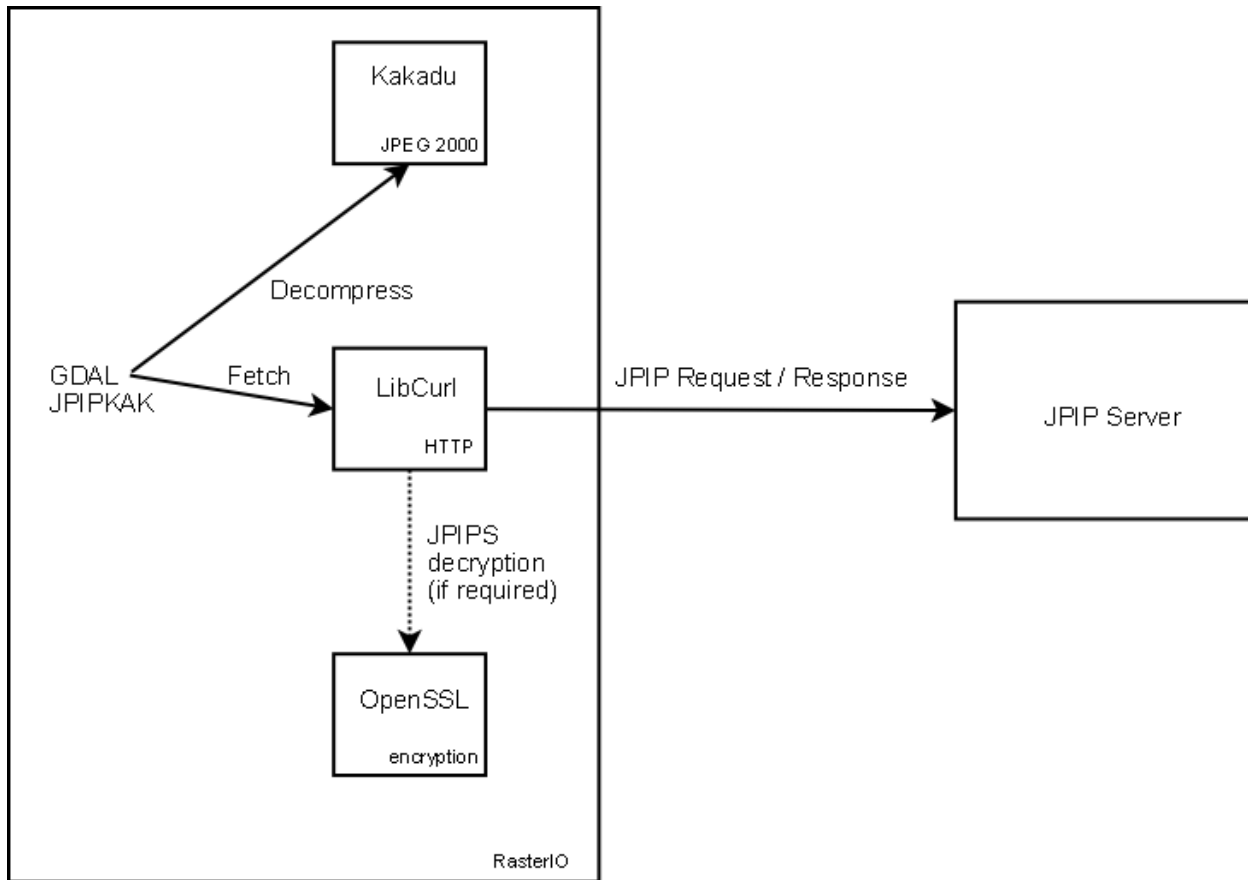 Kakadu
JPEG 2000
Decompress
GDAL
JPIPKAK
Fetch
LibCurl
HTTP
JPIP Request / Response
JPIP Server
JPIPS
decryption
(if required)
OpenSSL
encryption
RasterIO